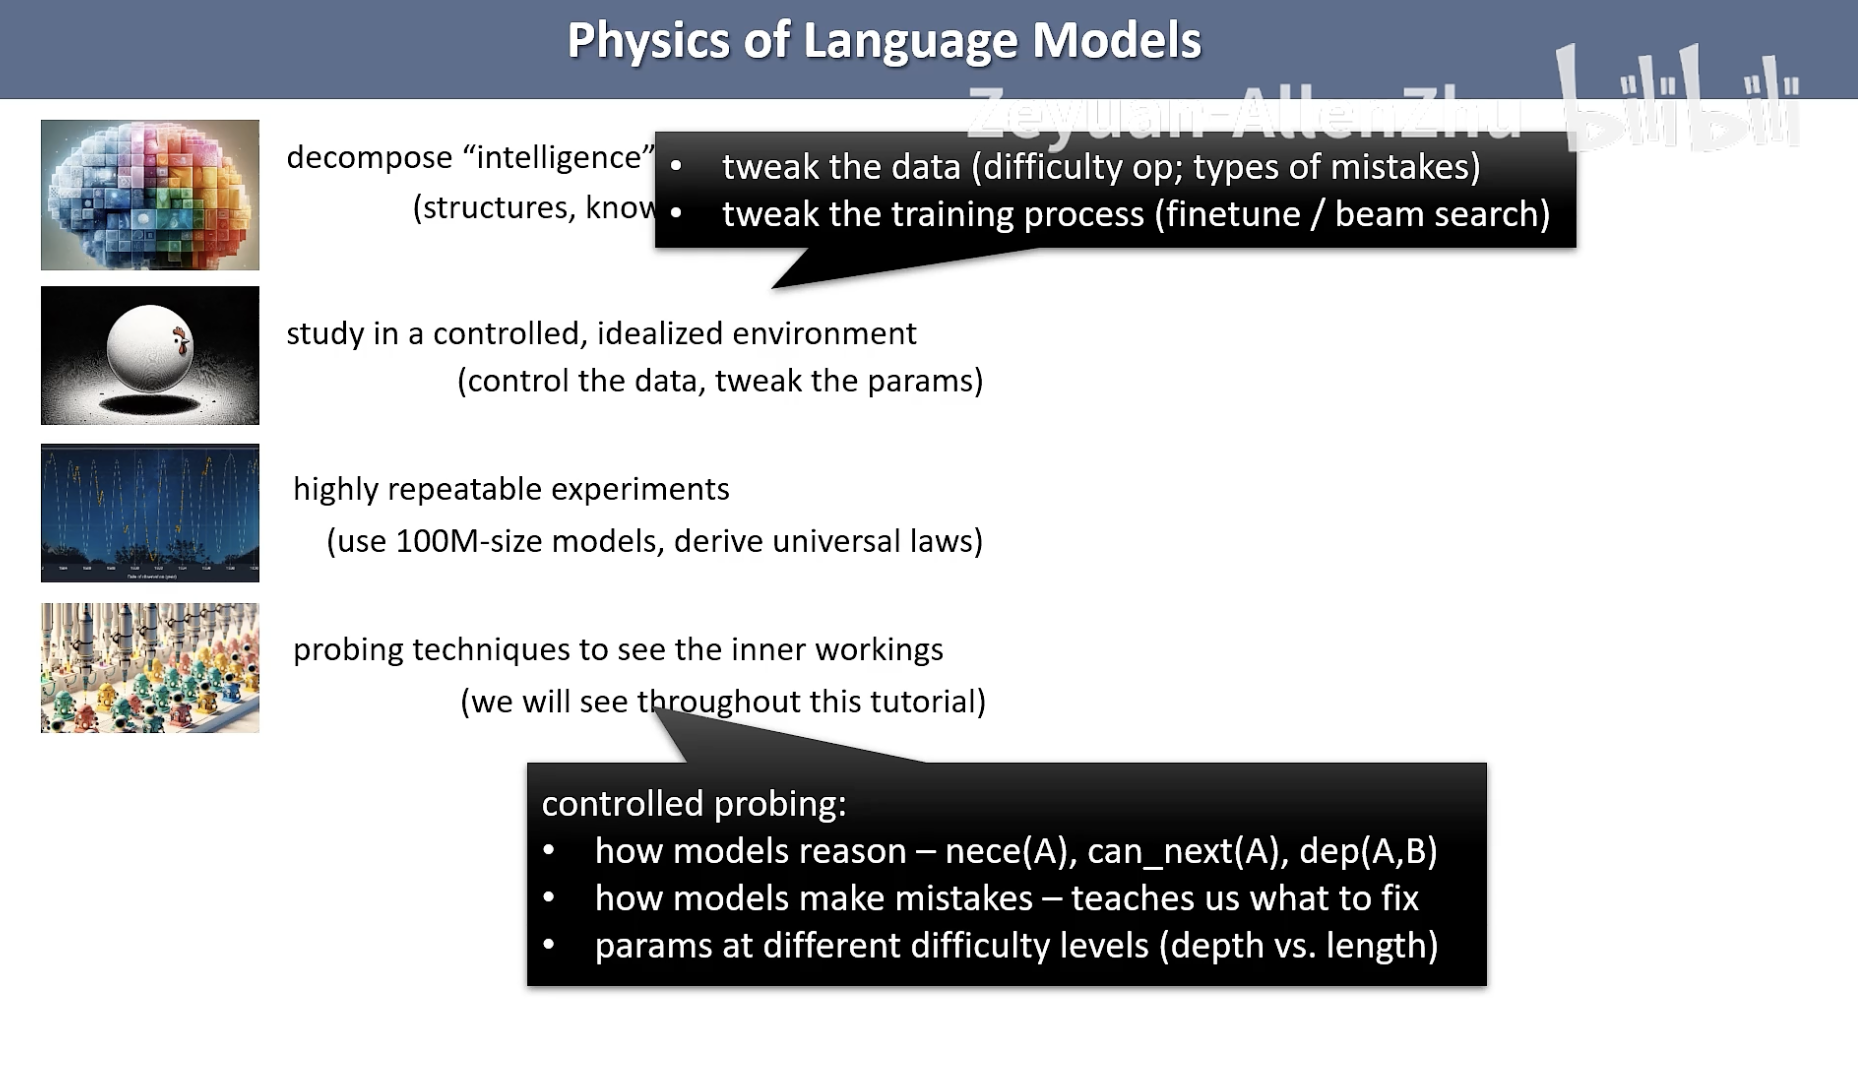 Physics of Language Models
Zeyuan-AllenZhu bilibili
decompose “intelligence”
(structures, know
• tweak the data (difficulty op; types of mistakes)
• tweak the training process (finetune / beam search)
study in a controlled, idealized environment
(control the data, tweak the params)
highly repeatable experiments
(use 100M-size models, derive universal laws)
probing techniques to see the inner workings
(we will see throughout this tutorial)
controlled probing:
• how models reason – nece(A), can_next(A), dep(A,B)
• how models make mistakes – teaches us what to fix
• params at different difficulty levels (depth vs. length)